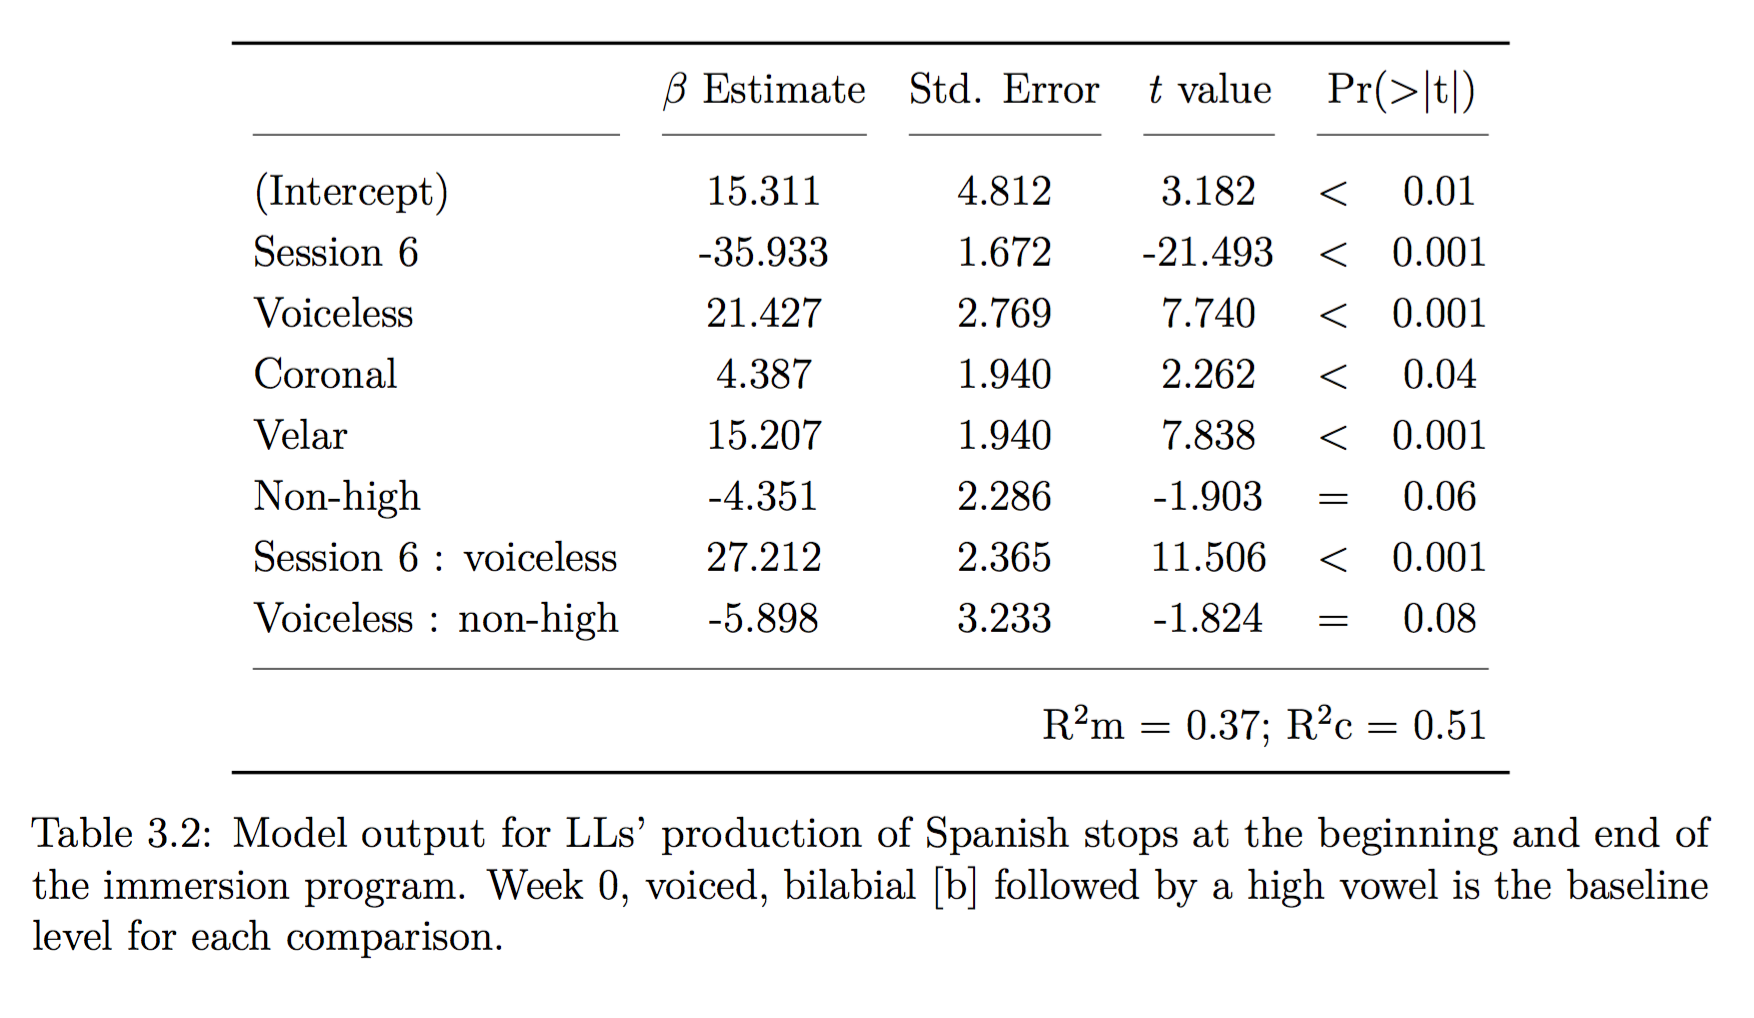 β Estimate Std. Error t value Pr(>|t|)
(Intercept) 15.311 4.812 3.182 < 0.01
Session 6 -35.933 1.672 -21.493 < 0.001
Voiceless 21.427 2.769 7.740 < 0.001
Coronal 4.387 1.940 2.262 < 0.04
Velar 15.207 1.940 7.838 < 0.001
Non-high -4.351 2.286 -1.903 = 0.06
Session 6 : voiceless 27.212 2.365 11.506 < 0.001
Voiceless : non-high -5.898 3.233 -1.824 = 0.08
R²m = 0.37; R²c = 0.51
Table 3.2: Model output for LLs’ production of Spanish stops at the beginning and end of
the immersion program. Week 0, voiced, bilabial [b] followed by a high vowel is the baseline
level for each comparison.